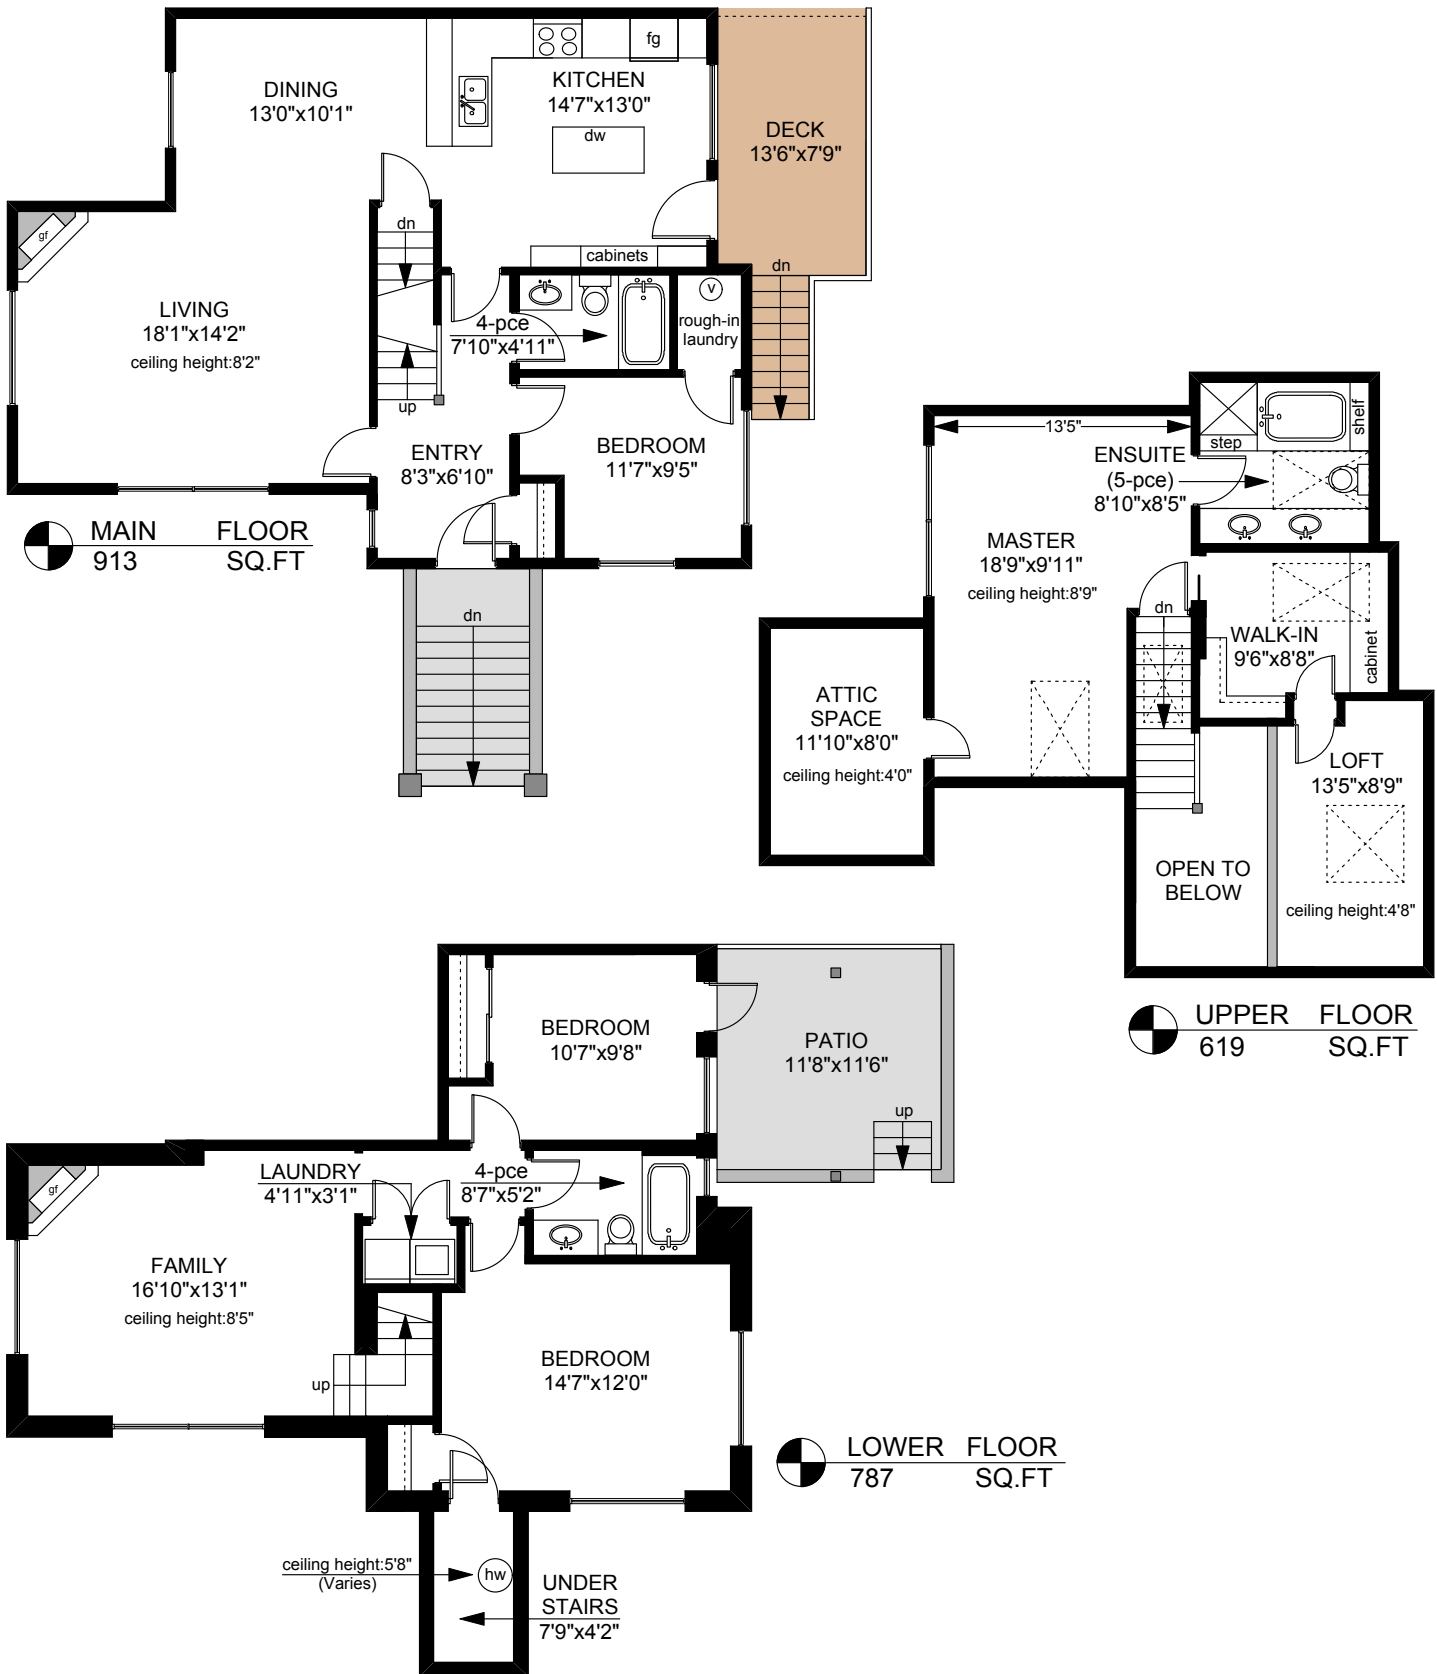 DINING
13'0"x10'1"
KITCHEN
14'7"x13'0"
fg
dw
DECK
13'6"x7'9"
dn
gf
cabinets
dn
LIVING
18'1"x14'2"
ceiling height:8'2"
4-pce
7'10"x4'11"
v
rough-in
laundry
up
ENTRY
8'3"x6'10"
BEDROOM
11'7"x9'5"
MAIN FLOOR
913 SQ.FT
dn
13'5"
step
shelf
ENSUITE
(5-pce)
8'10"x8'5"
MASTER
18'9"x9'11"
ceiling height:8'9"
dn
WALK-IN
9'6"x8'8"
cabinet
ATTIC
SPACE
11'10"x8'0"
ceiling height:4'0"
LOFT
13'5"x8'9"
OPEN TO
BELOW
ceiling height:4'8"
UPPER FLOOR
619 SQ.FT
BEDROOM
10'7"x9'8"
PATIO
11'8"x11'6"
up
LAUNDRY
4'11"x3'1"
4-pce
8'7"x5'2"
gf
FAMILY
16'10"x13'1"
ceiling height:8'5"
up
BEDROOM
14'7"x12'0"
LOWER FLOOR
787 SQ.FT
ceiling height:5'8"
(Varies)
hw
UNDER
STAIRS
7'9"x4'2"